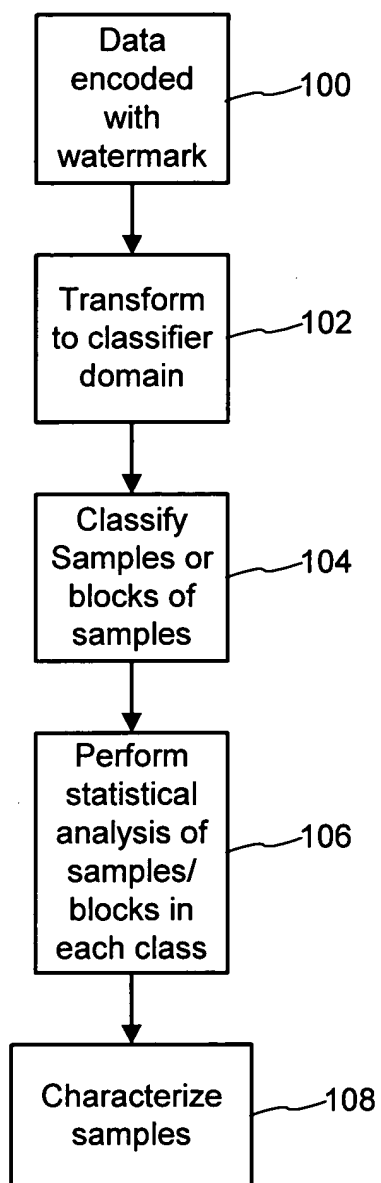 Data
encoded
with
watermark
100
Transform
to classifier
domain
102
Classify
Samples or
blocks of
samples
104
Perform
statistical
analysis of
samples/
blocks in
each class
106
Characterize
samples
108